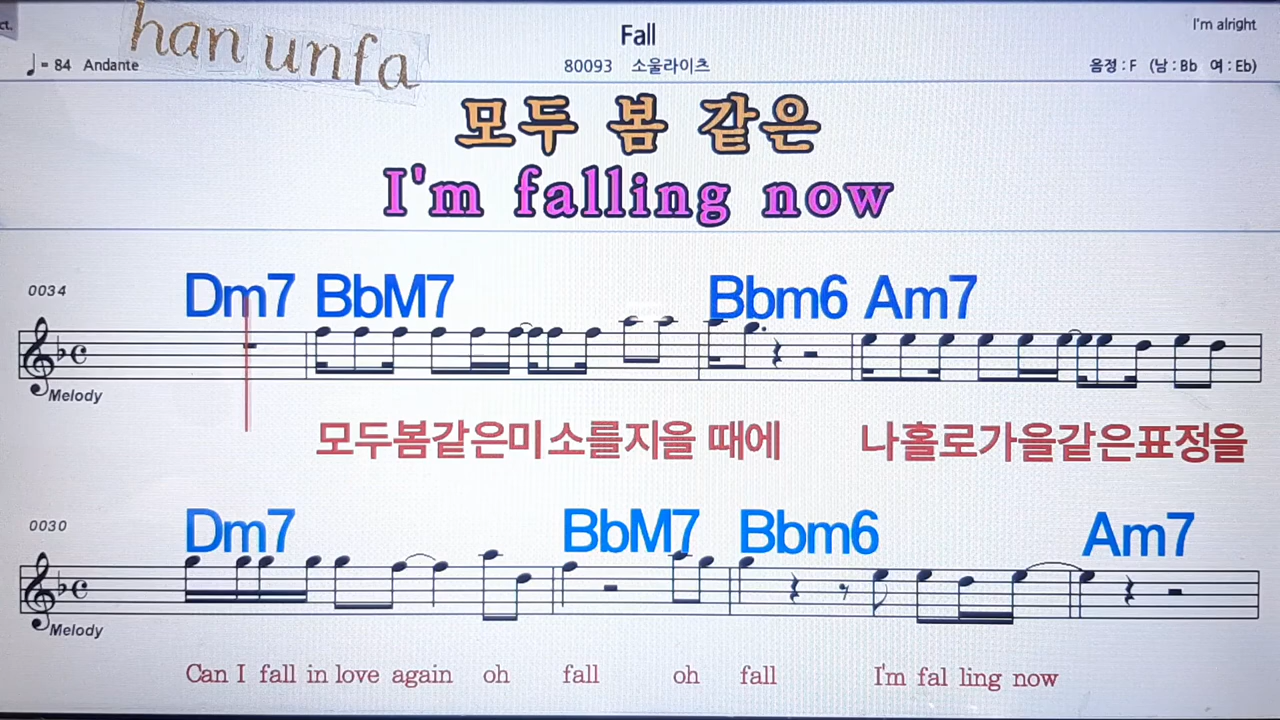 ct.
han unfa
Fall
I'm alright
♩= 84 Andante
80093 소울라이츠
음정 : F (남 : Bb 여 : Eb)
모두 봄 같은
I'm falling now
0034
Dm7 BbM7 Bbm6 Am7
Melody
모두봄같은미소를지을 때에 나홀로가을같은표정을
0030
Dm7 BbM7 Bbm6 Am7
Melody
Can I fall in love again oh fall oh fall I'm fal ling now